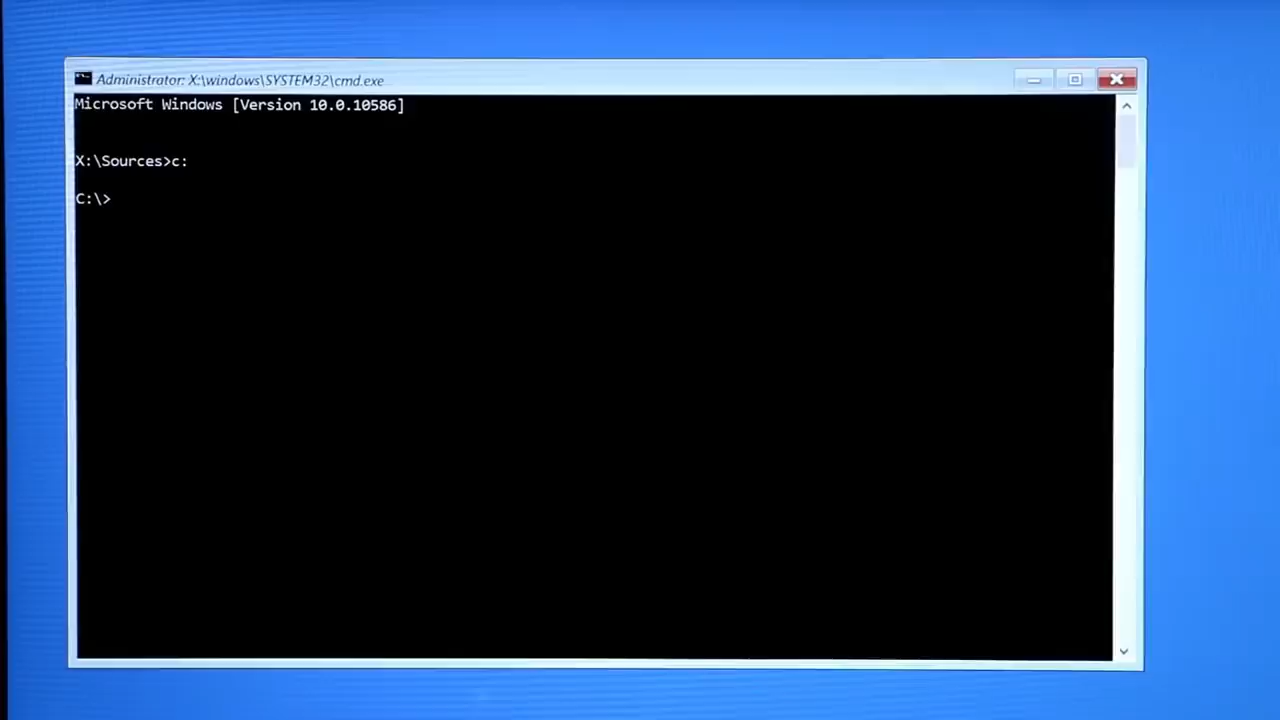 Administrator: X:\windows\SYSTEM32\cmd.exe
Microsoft Windows [Version 10.0.10586]
X:\Sources>c:
C:\>